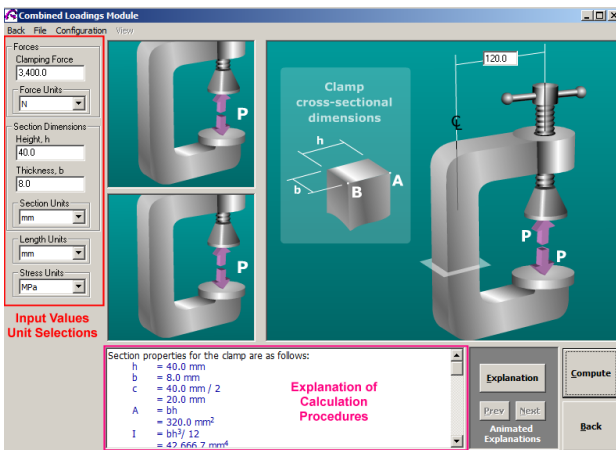 Combined Loadings Module
Back File Configuration View
Forces
Clamping Force
3,400.0
Force Units
N
Section Dimensions
Height, h
40.0
Thickness, b
8.0
Section Units
mm
Length Units
mm
Stress Units
MPa
Input Values
Unit Selections
P
P
Clamp
cross-sectional
dimensions
h
b
B
A
120.0
CL
P
P
Section properties for the clamp are as follows:
h = 40.0 mm
b = 8.0 mm
c = 40.0 mm / 2
= 20.0 mm
A = bh
= 320.0 mm²
I = bh³/ 12
= 42,666.7 mm⁴
Explanation of
Calculation
Procedures
Explanation
Prev Next
Animated
Explanations
Compute
Back